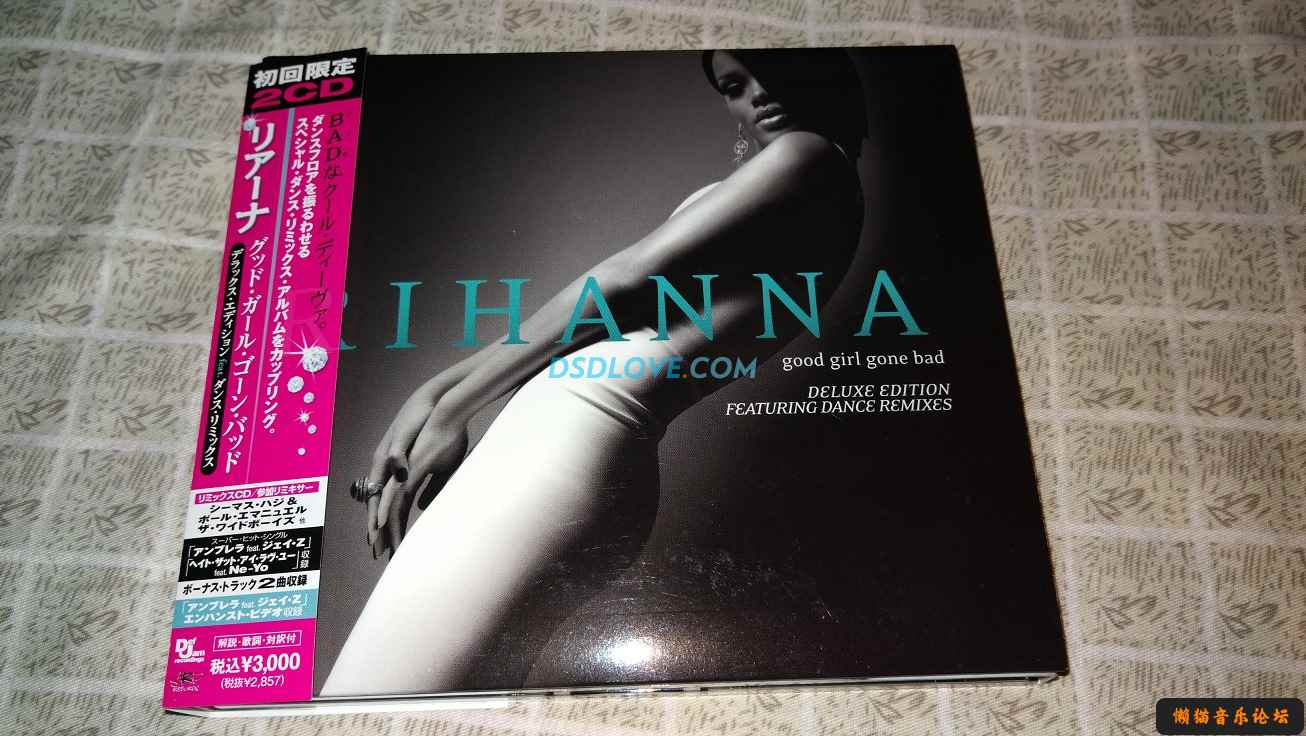 初回限定
2CD
"BAD"なクール・ディーヴァ。
ダンスフロアを振るわせる
スペシャル・ダンス・リミックス・アルバムをカップリング。
リアーナ
グッド・ガール・ゴーン・バッド
デラックス・エディション feat. ダンス・リミックス
リミックスCD/参加リミキサー
シーマス・ハジ &
ポール・エマニュエル
ザ・ワイドボーイズ 他
スーパー・ヒット・シングル
「アンブレラ feat. ジェイ・Z」
「ヘイト・ザット・アイ・ラヴ・ユー
feat. Ne-Yo」
収録
ボーナス・トラック2曲収録
「アンブレラ feat. ジェイ・Z」
エンハンスト・ビデオ収録
Def Jam
recordings
解説・歌詞・対訳付
税込¥3,000
(税抜¥2,857)
RIHANNA
good girl gone bad
DELUXE EDITION
FEATURING DANCE REMIXES
DSDLOVE.COM
懒猫音乐论坛